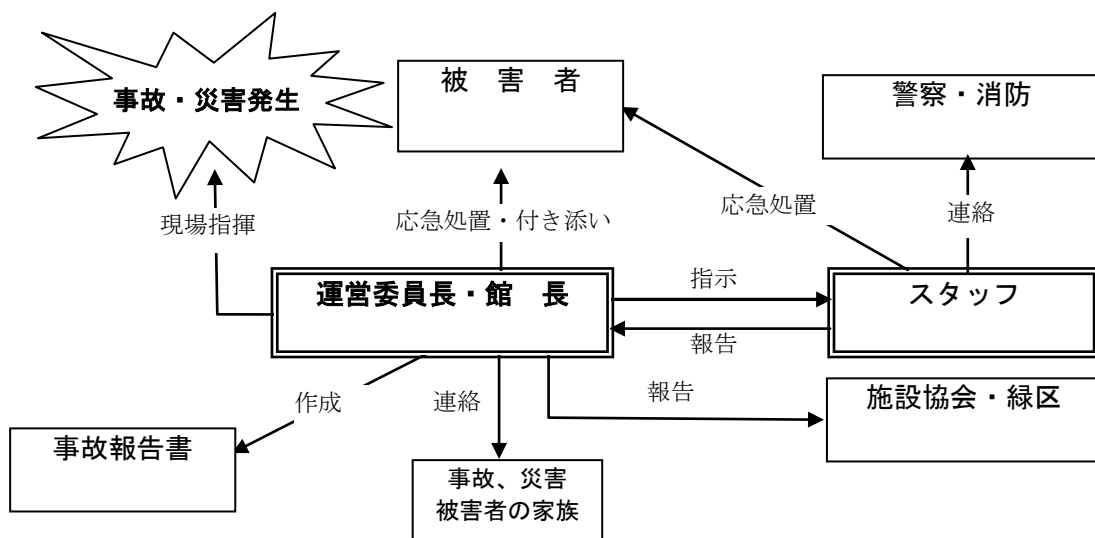 事故・災害発生
被　害　者
警察・消防
現場指揮
応急処置・付き添い
応急処置
連絡
運営委員長・館　長
指示
報告
スタッフ
作成
連絡
報告
施設協会・緑区
事故報告書
事故、災害
被害者の家族